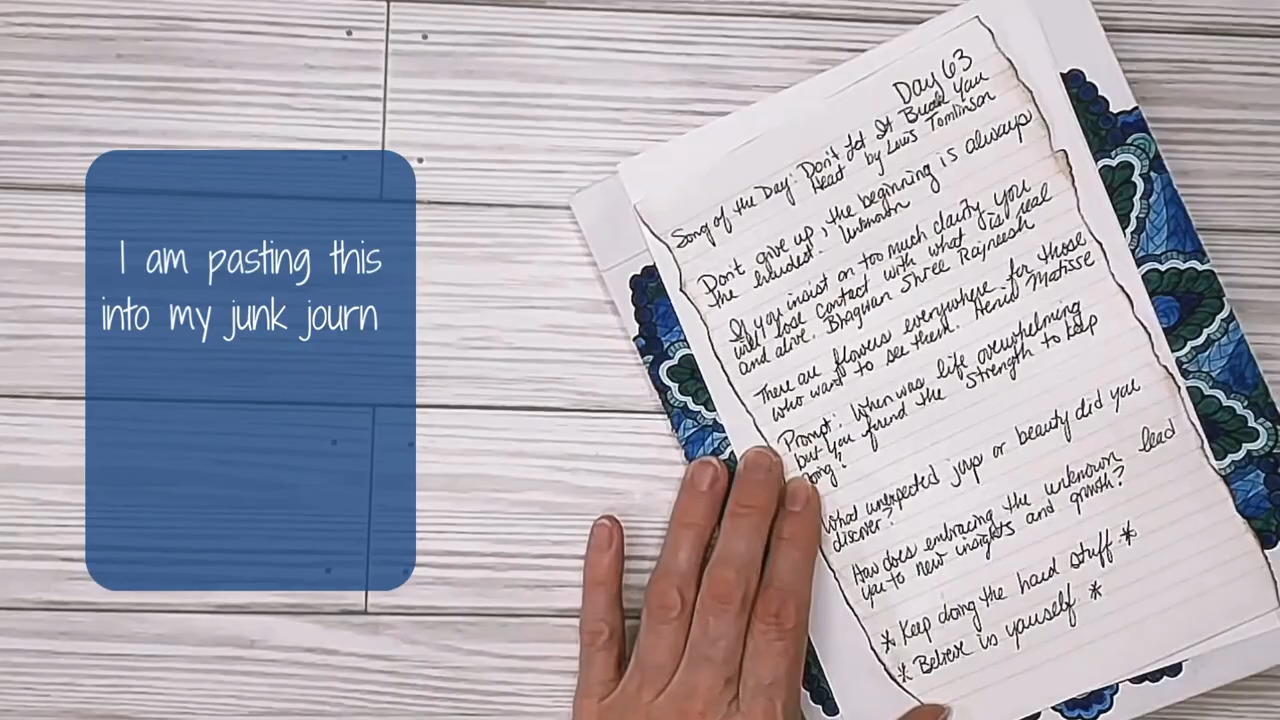 I am pasting this
into my junk journ
Day 63
Song of the Day: Don't Let It Break You
Heart by Louis Tomlinson
Don't give up, the beginning is always
the hardest. Unknown
If you insist on too much clarity you
will lose contact with what is real
and alive. Bhagwan Shree Rajneesh
There are flowers everywhere for those
who want to see them. Henri Matisse
Prompt: When was life overwhelming
but you found the strength to keep
going?
What unexpected joys or beauty did you
discover?
How does embracing the unknown lead
you to new insights and growth?
* Keep doing the hard stuff *
* Believe is yourself *